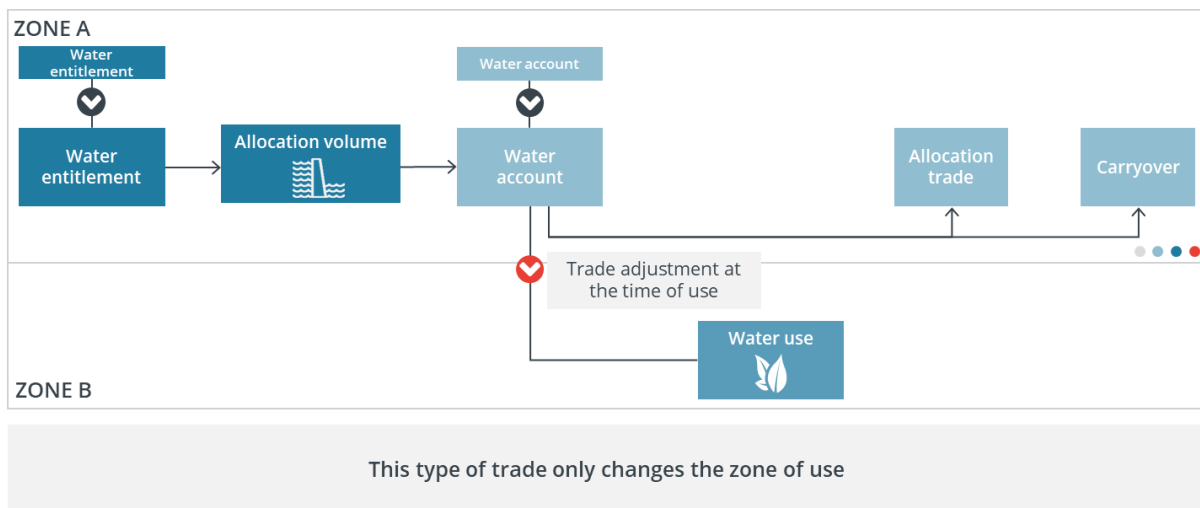 ZONE A
Water
entitlement
Water account
Water
entitlement
Allocation volume
Water
account
Allocation
trade
Carryover
Trade adjustment at
the time of use
Water use
ZONE B
This type of trade only changes the zone of use